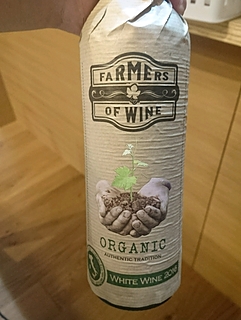 FARMERS
OF WINE
ORGANIC
AUTHENTIC TRADITION
WHITE WINE